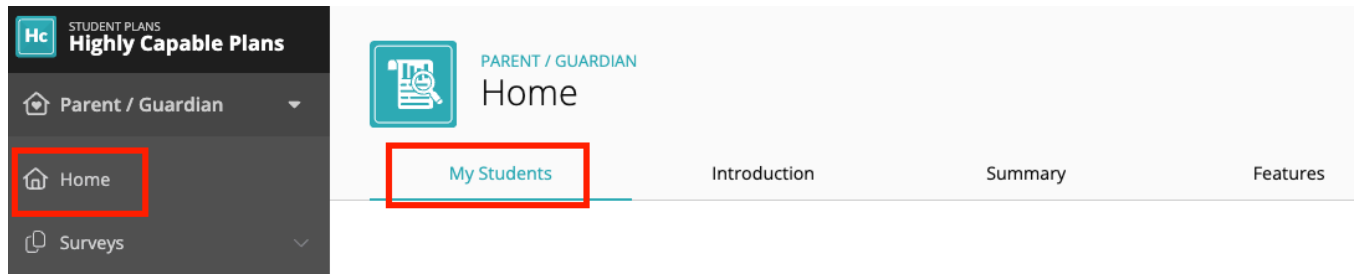 Hc
STUDENT PLANS
Highly Capable Plans
Parent / Guardian
Home
Surveys
PARENT / GUARDIAN
Home
My Students Introduction Summary Features